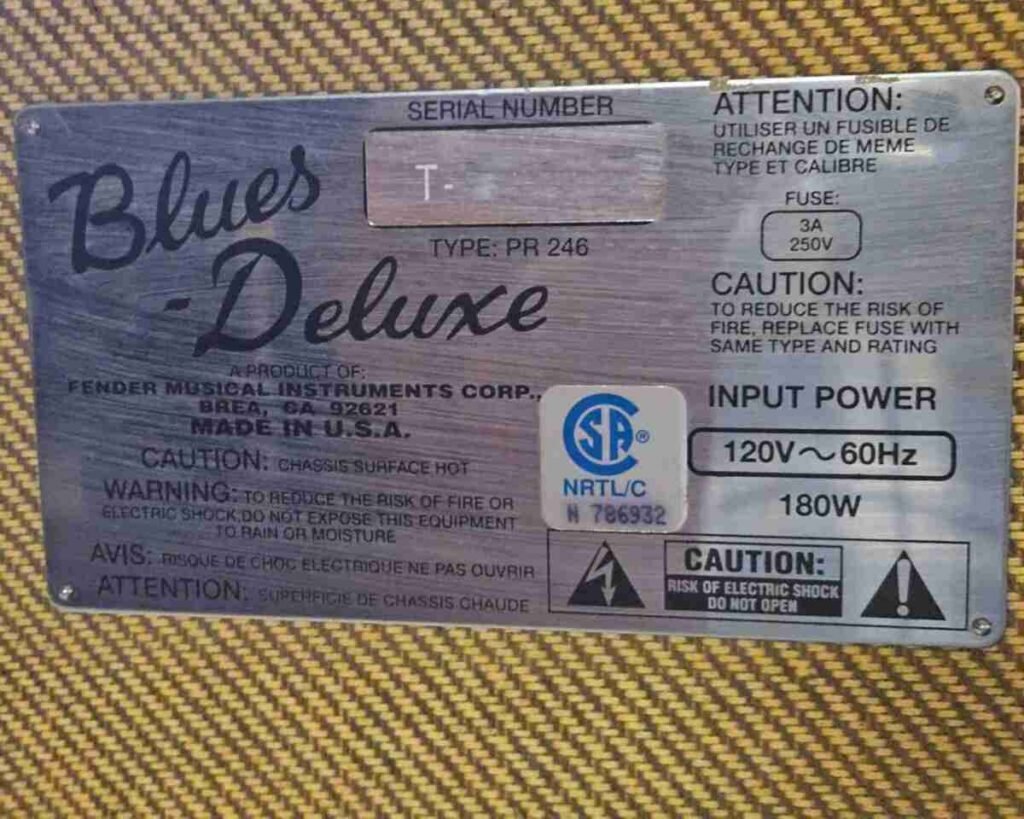 Blues
Deluxe
SERIAL NUMBER
T-
TYPE: PR 246
A PRODUCT OF:
FENDER MUSICAL INSTRUMENTS CORP.,
BREA, CA 92621
MADE IN U.S.A.
CAUTION: CHASSIS SURFACE HOT
WARNING: TO REDUCE THE RISK OF FIRE OR
ELECTRIC SHOCK,DO NOT EXPOSE THIS EQUIPMENT
TO RAIN OR MOISTURE
AVIS: RISQUE DE CHOC ELECTRIQUE NE PAS OUVRIR
ATTENTION: SUPERFICIE DE CHASSIS CHAUDE
ATTENTION:
UTILISER UN FUSIBLE DE
RECHANGE DE MEME
TYPE ET CALIBRE
FUSE:
3A
250V
CAUTION:
TO REDUCE THE RISK OF
FIRE, REPLACE FUSE WITH
SAME TYPE AND RATING
INPUT POWER
120V～60Hz
180W
SA®
NRTL/C
N 786932
CAUTION:
RISK OF ELECTRIC SHOCK
DO NOT OPEN